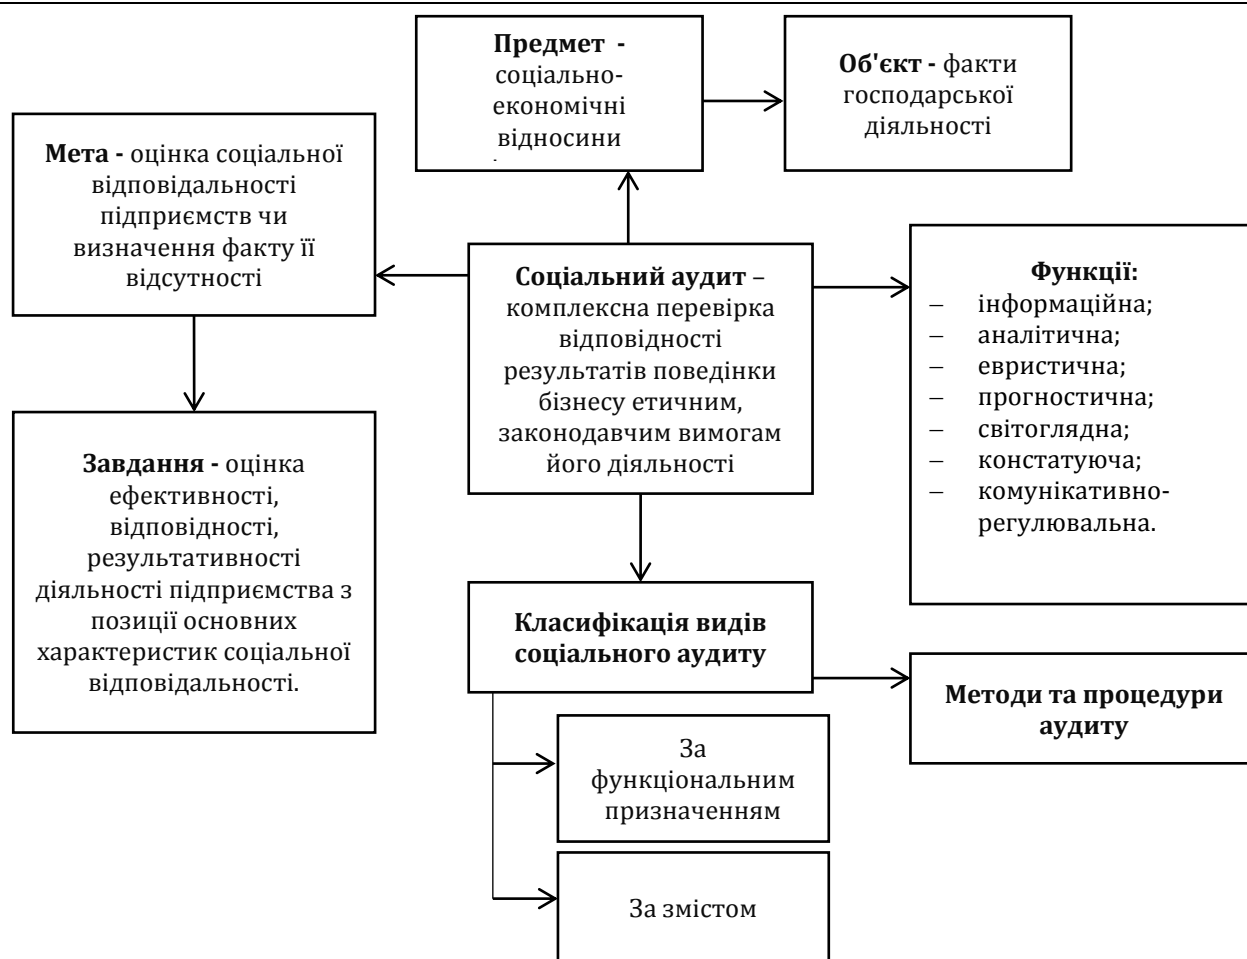 Предмет -
соціально-
економічні
відносини
Об'єкт - факти
господарської
діяльності
Мета - оцінка соціальної
відповідальності
підприємств чи
визначення факту її
відсутності
Соціальний аудит –
комплексна перевірка
відповідності
результатів поведінки
бізнесу етичним,
законодавчим вимогам
його діяльності
Функції:
– інформаційна;
– аналітична;
– евристична;
– прогностична;
– світоглядна;
– констатуюча;
– комунікативно-
регулювальна.
Завдання - оцінка
ефективності,
відповідності,
результативності
діяльності підприємства з
позиції основних
характеристик соціальної
відповідальності.
Класифікація видів
соціального аудиту
Методи та процедури
аудиту
За
функціональним
призначенням
За змістом